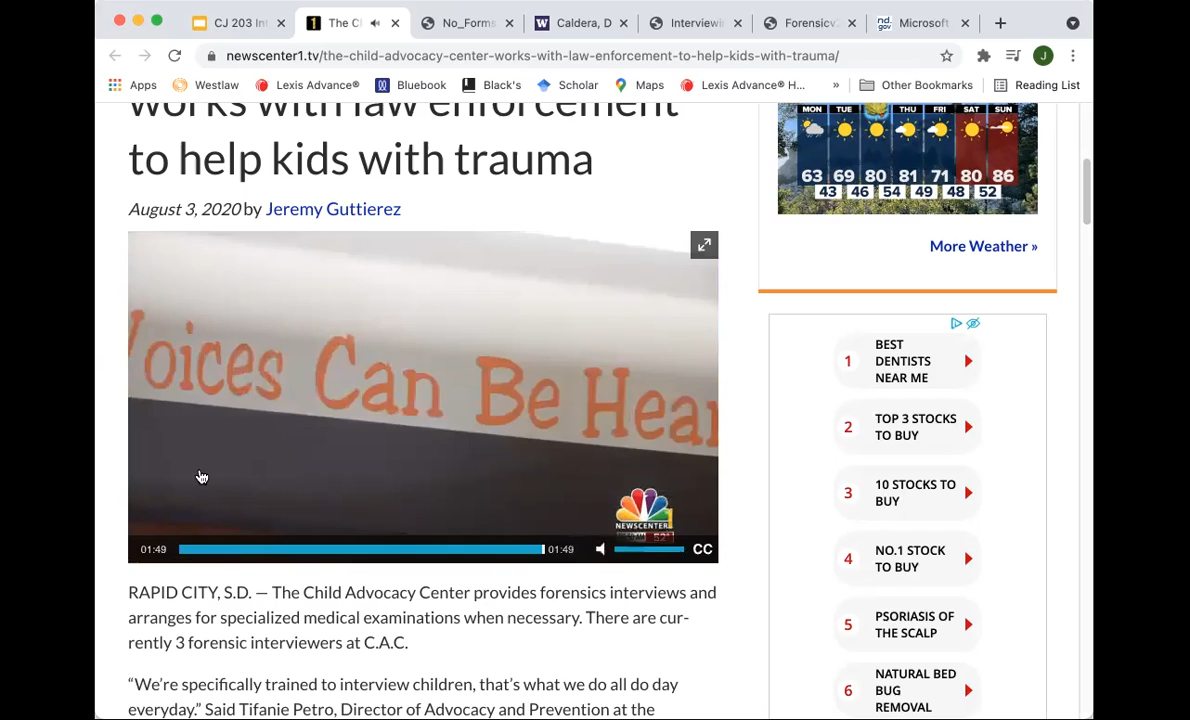 CJ 203 In
The C
No_Forms
Caldera, D
Interviewi
Forensicv
nd.gov
Microsoft
newscenter1.tv/the-child-advocacy-center-works-with-law-enforcement-to-help-kids-with-trauma/
J
Apps
Westlaw
Lexis Advance®
Bluebook
Black's
Scholar
Maps
Lexis Advance® H...
»
Other Bookmarks
Reading List
works with law enforcement
to help kids with trauma
August 3, 2020 by Jeremy Guttierez
Voices Can Be Hear
NEWSCENTER1
01:49
01:49
CC
RAPID CITY, S.D. — The Child Advocacy Center provides forensics interviews and
arranges for specialized medical examinations when necessary. There are cur-
rently 3 forensic interviewers at C.A.C.
“We’re specifically trained to interview children, that’s what we do all do day
everyday.” Said Tifanie Petro, Director of Advocacy and Prevention at the
MON TUE THU FRI SAT SUN
63 69 80 81 71 80 86
43 46 54 49 48 52
More Weather »
1 BEST
DENTISTS
NEAR ME
2 TOP 3 STOCKS
TO BUY
3 10 STOCKS TO
BUY
4 NO.1 STOCK
TO BUY
5 PSORIASIS OF
THE SCALP
6 NATURAL BED
BUG
REMOVAL